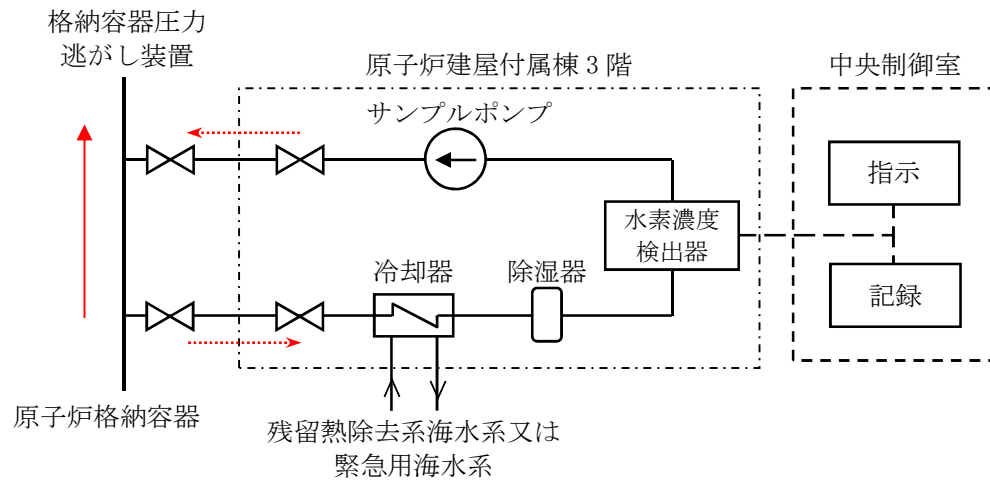 格納容器圧力
逃がし装置
原子炉建屋付属棟3階
中央制御室
サンプルポンプ
指示
水素濃度
検出器
冷却器
除湿器
記録
原子炉格納容器
残留熱除去系海水系又は
緊急用海水系